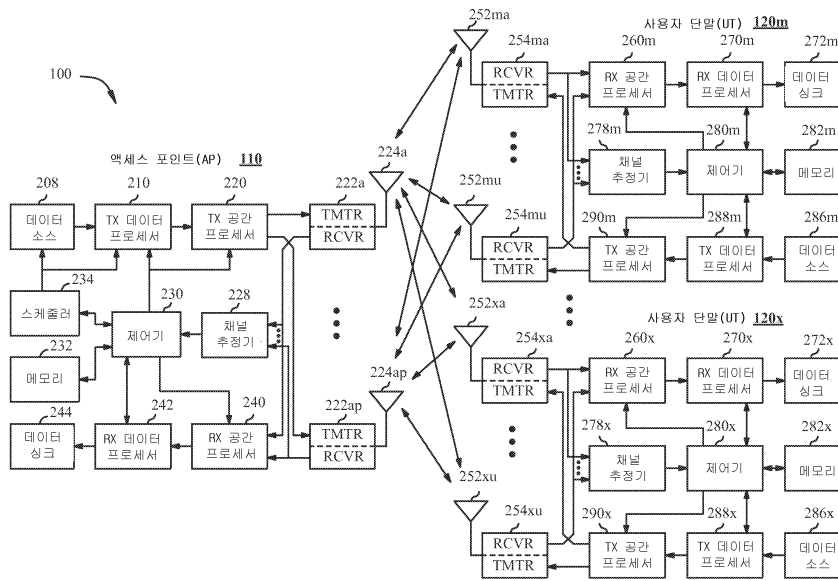 100
액세스 포인트(AP) 110
208
데이터
소스
210
TX 데이터
프로세서
220
TX 공간
프로세서
222a
TMTR
RCVR
224a
234
스케줄러
230
제어기
228
채널
추정기
232
메모리
244
데이터
싱크
242
RX 데이터
프로세서
240
RX 공간
프로세서
222ap
TMTR
RCVR
224ap
사용자 단말(UT) 120m
252ma
254ma
RCVR
TMTR
260m
RX 공간
프로세서
270m
RX 데이터
프로세서
272m
데이터
싱크
278m
채널
추정기
280m
제어기
282m
메모리
252mu
254mu
RCVR
TMTR
290m
TX 공간
프로세서
288m
TX 데이터
프로세서
286m
데이터
소스
사용자 단말(UT) 120x
252xa
254xa
RCVR
TMTR
260x
RX 공간
프로세서
270x
RX 데이터
프로세서
272x
데이터
싱크
278x
채널
추정기
280x
제어기
282x
메모리
252xu
254xu
RCVR
TMTR
290x
TX 공간
프로세서
288x
TX 데이터
프로세서
286x
데이터
소스